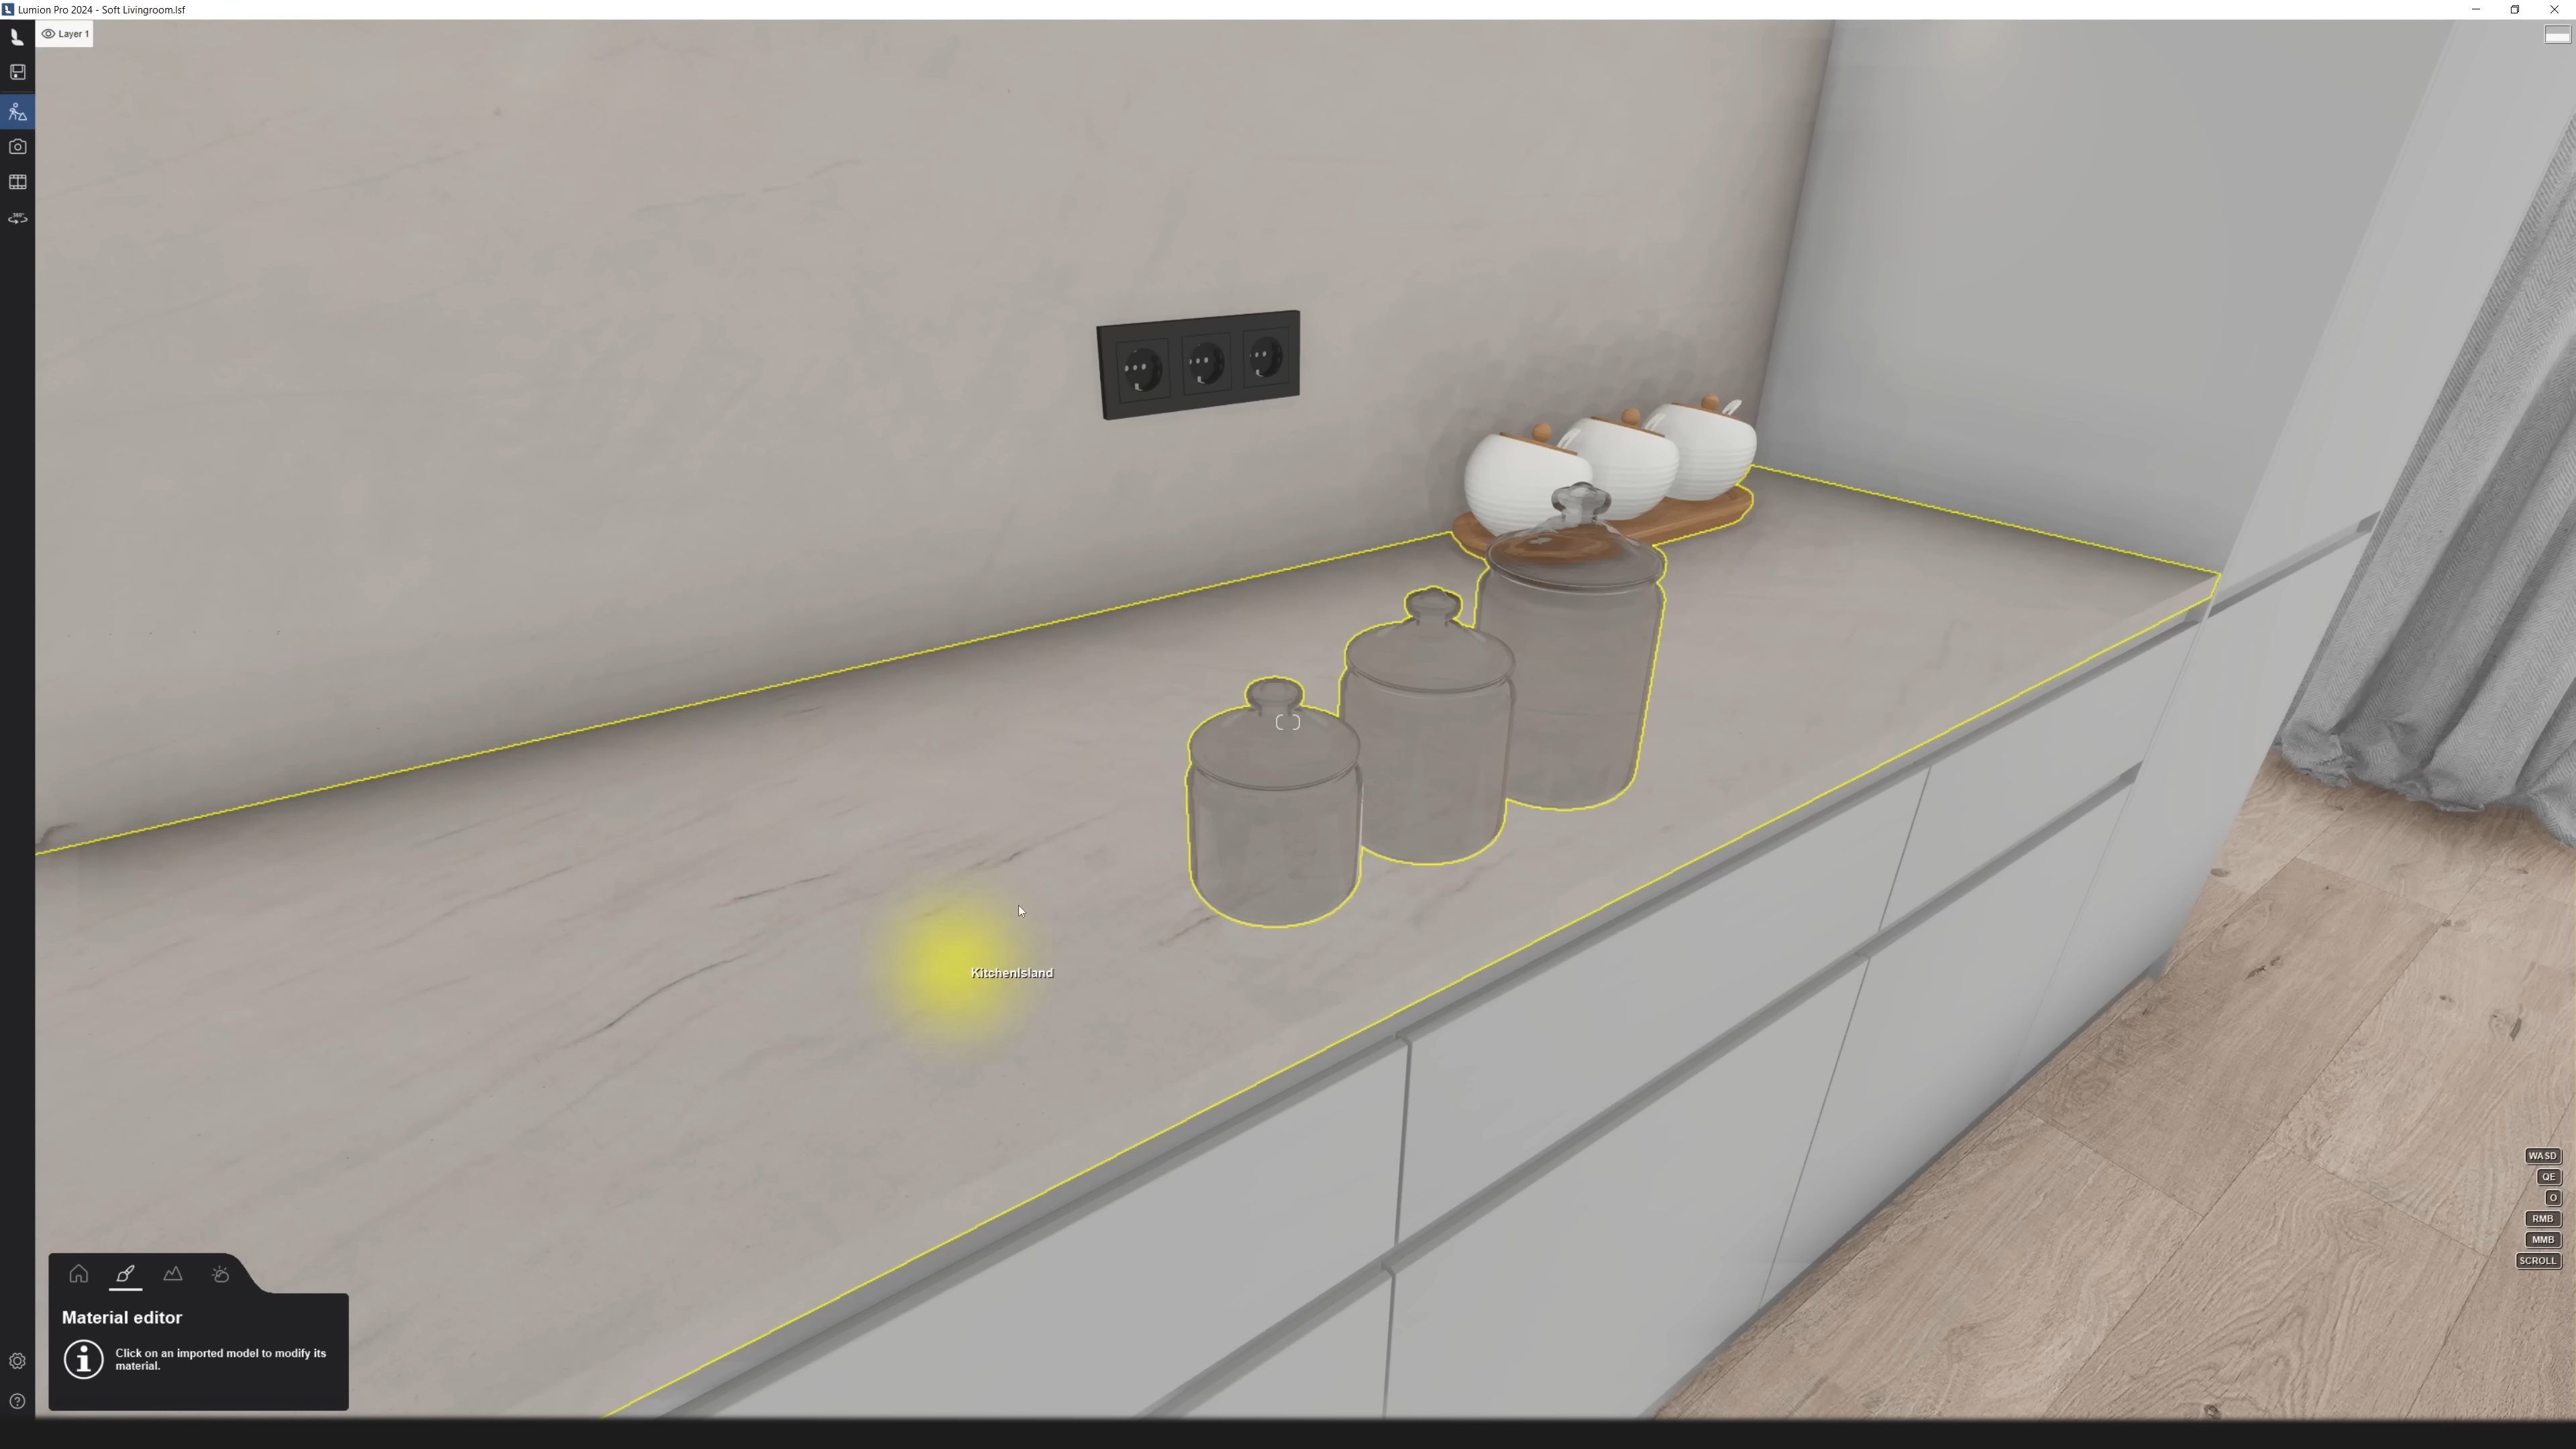 Lumion Pro 2024 - Soft Livingroom.lsf
Layer 1
360°
KitchenIsland
Material editor
Click on an imported model to modify its
material.
WASD
QE
O
RMB
MMB
SCROLL